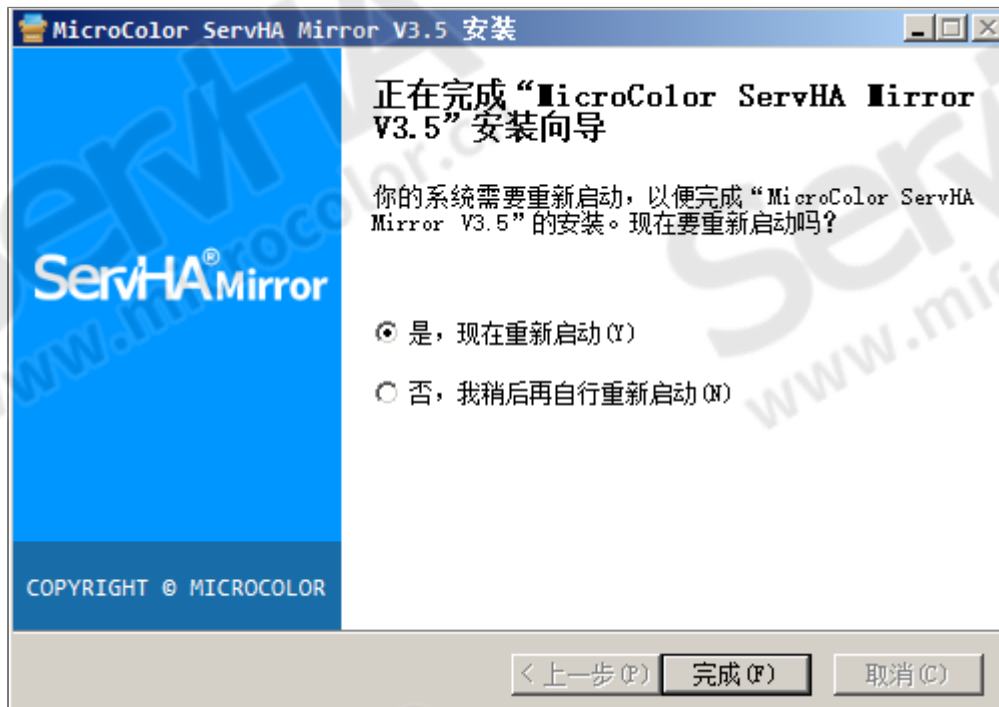 MicroColor ServHA Mirror V3.5 安装
正在完成“MicroColor ServHA Mirror
V3.5”安装向导
你的系统需要重新启动，以便完成“MicroColor ServHA
Mirror V3.5”的安装。现在要重新启动吗？
ServHA® Mirror
是，现在重新启动(Y)
否，我稍后再自行重新启动(N)
COPYRIGHT © MICROCOLOR
< 上一步(P)
完成(F)
取消(C)